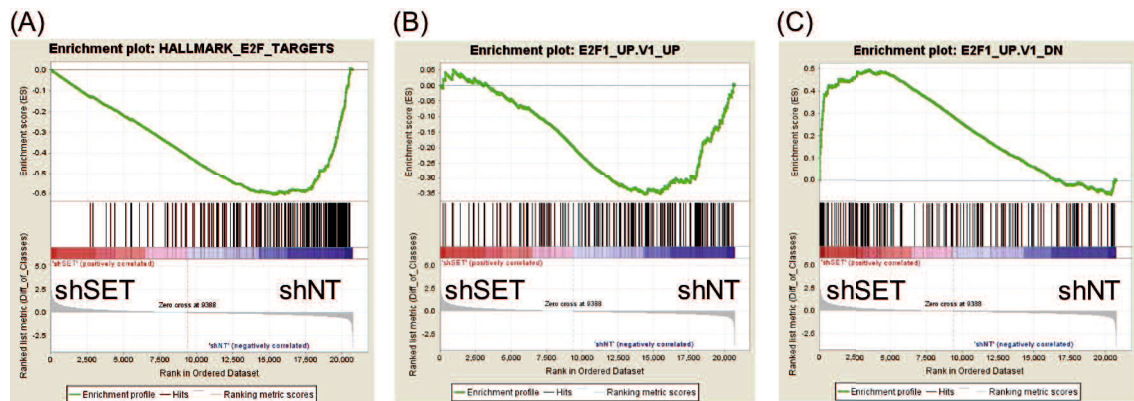 (A)
Enrichment plot: HALLMARK_E2F_TARGETS
Enrichment score (ES)
0.0
-0.1
-0.2
-0.3
-0.4
-0.5
-0.6
'shSET' (positively correlated)
shSET shNT
Zero cross at 9388
'shNT' (negatively correlated)
Ranked list metric (Diff_of_Classes)
5.0
2.5
0.0
-2.5
0 2,500 5,000 7,500 10,000 12,500 15,000 17,500 20,000
Rank in Ordered Dataset
Enrichment profile Hits Ranking metric scores
(B)
Enrichment plot: E2F1_UP.V1_UP
Enrichment score (ES)
0.05
0.00
-0.05
-0.10
-0.15
-0.20
-0.25
-0.30
-0.35
'shSET' (positively correlated)
shSET shNT
Zero cross at 9388
'shNT' (negatively correlated)
Ranked list metric (Diff_of_Classes)
5.0
2.5
0.0
-2.5
0 2,500 5,000 7,500 10,000 12,500 15,000 17,500 20,000
Rank in Ordered Dataset
Enrichment profile Hits Ranking metric scores
(C)
Enrichment plot: E2F1_UP.V1_DN
Enrichment score (ES)
0.5
0.4
0.3
0.2
0.1
0.0
'shSET' (positively correlated)
shSET shNT
Zero cross at 9388
'shNT' (negatively correlated)
Ranked list metric (Diff_of_Classes)
5.0
2.5
0.0
-2.5
0 2,500 5,000 7,500 10,000 12,500 15,000 17,500 20,000
Rank in Ordered Dataset
Enrichment profile Hits Ranking metric scores